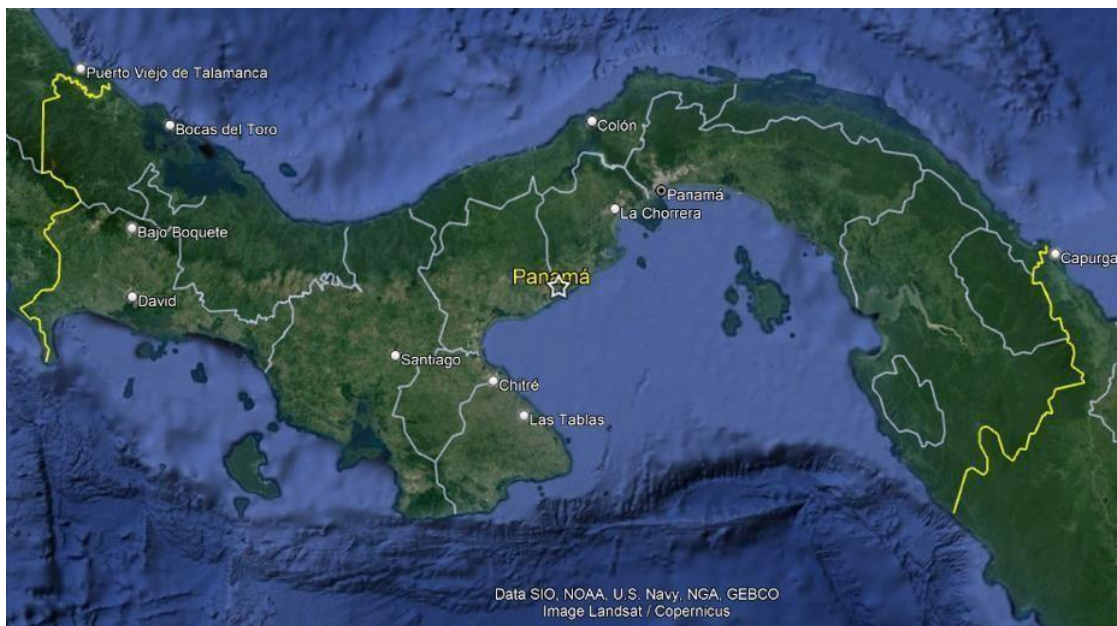 Puerto Viejo de Talamanca
Bocas del Toro
Colón
Panamá
La Chorrera
Bajo Boquete
Capurga
Panamá
David
Santiago
Chitré
Las Tablas
Data SIO, NOAA, U.S. Navy, NGA, GEBCO
Image Landsat / Copernicus